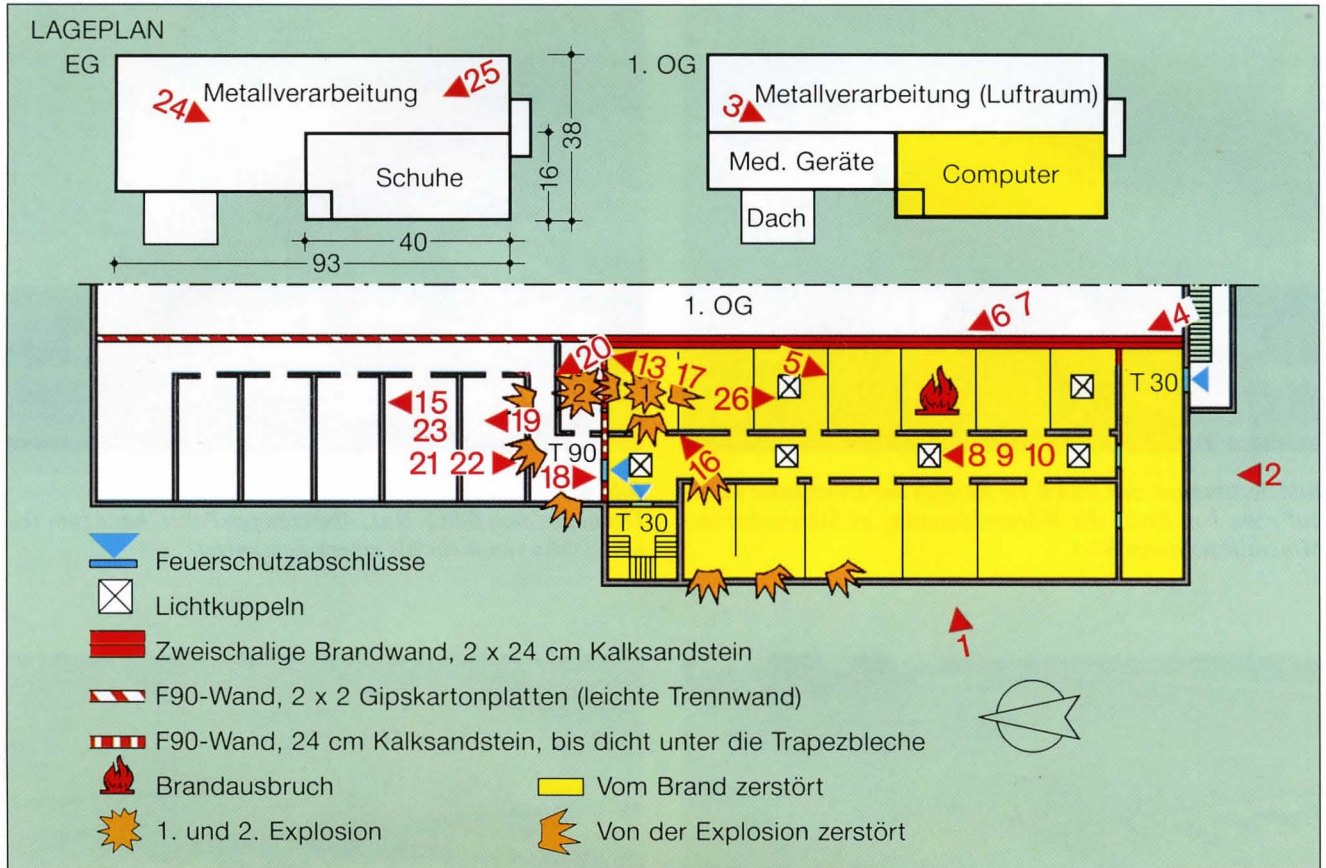 LAGEPLAN
EG
Metallverarbeitung
24
25
Schuhe
16
38
40
93
1. OG
Metallverarbeitung (Luftraum)
3
Med. Geräte
Computer
Dach
1. OG
6 7
4
20
13
17
5
2
1
26
T 30
15
19
23
21 22
T 90
18
16
8 9 10
2
T 30
1
Feuerschutzabschlüsse
Lichtkuppeln
Zweischalige Brandwand, 2 x 24 cm Kalksandstein
F90-Wand, 2 x 2 Gipskartonplatten (leichte Trennwand)
F90-Wand, 24 cm Kalksandstein, bis dicht unter die Trapezbleche
Brandausbruch
Vom Brand zerstört
1. und 2. Explosion
Von der Explosion zerstört